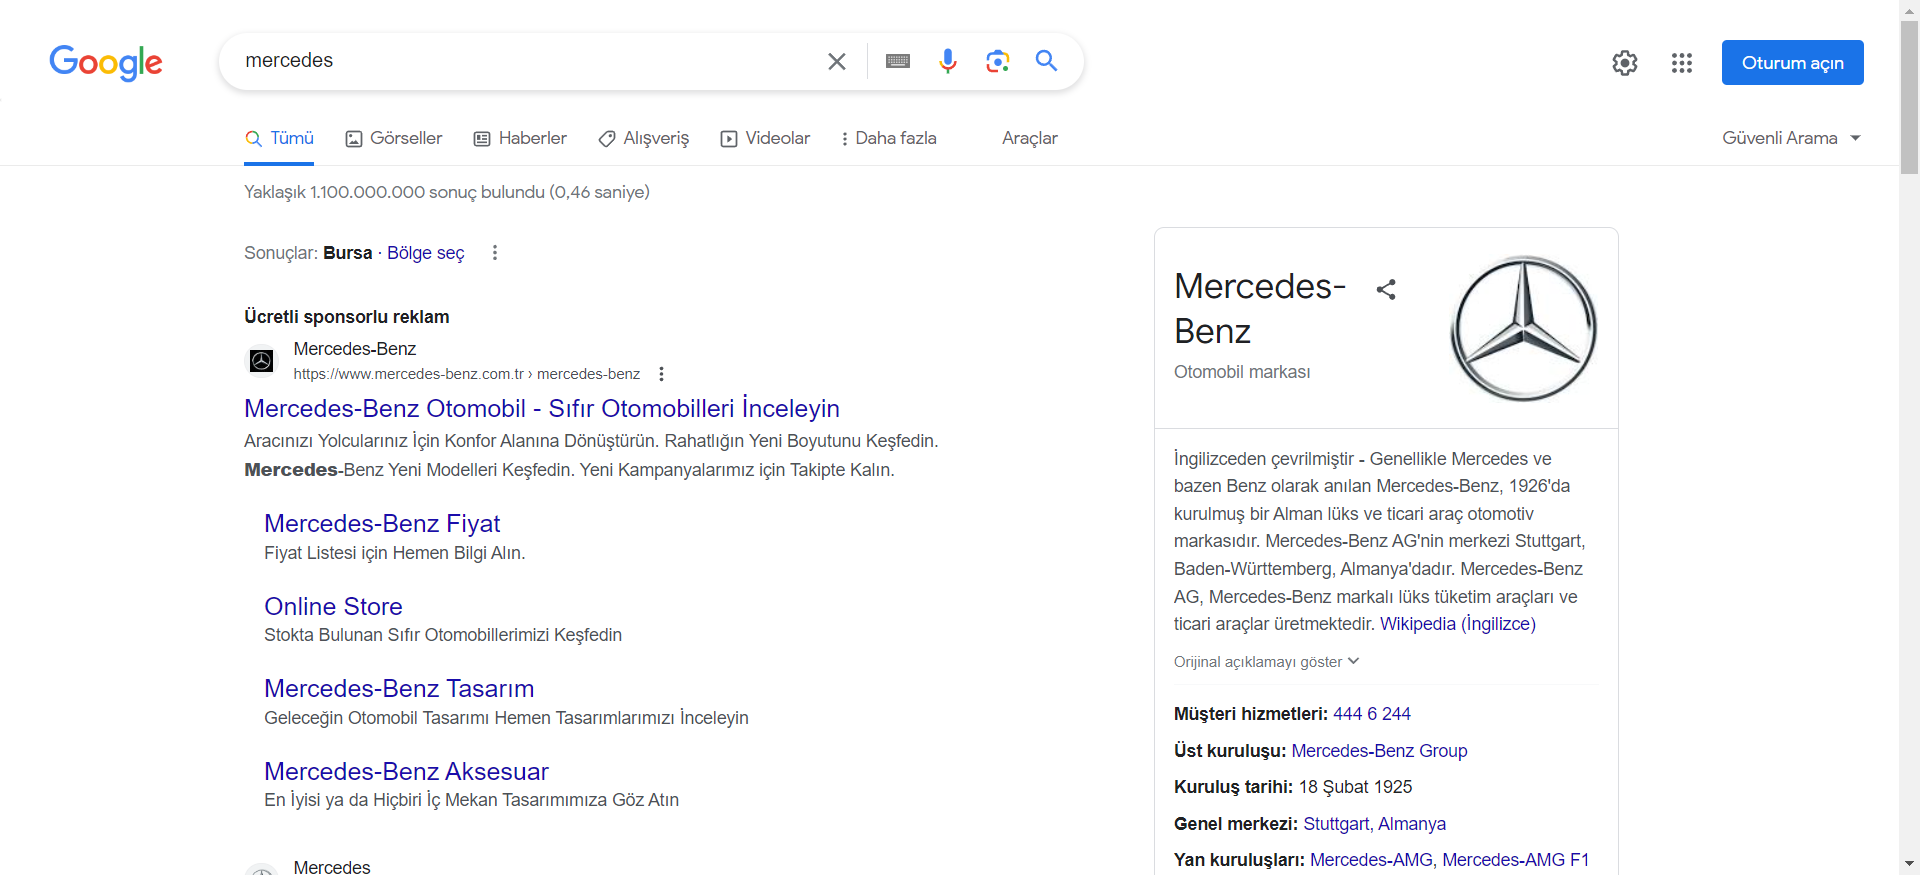 Google
mercedes
Oturum açın
Tümü
Görseller
Haberler
Alışveriş
Videolar
Daha fazla
Araçlar
Güvenli Arama
Yaklaşık 1.100.000.000 sonuç bulundu (0,46 saniye)
Sonuçlar: Bursa · Bölge seç
Ücretli sponsorlu reklam
Mercedes-Benz
https://www.mercedes-benz.com.tr › mercedes-benz
Mercedes-Benz Otomobil - Sıfır Otomobilleri İnceleyin
Aracınızı Yolcularınız İçin Konfor Alanına Dönüştürün. Rahatlığın Yeni Boyutunu Keşfedin.
Mercedes-Benz Yeni Modelleri Keşfedin. Yeni Kampanyalarımız için Takipte Kalın.
Mercedes-Benz Fiyat
Fiyat Listesi için Hemen Bilgi Alın.
Online Store
Stokta Bulunan Sıfır Otomobillerimizi Keşfedin
Mercedes-Benz Tasarım
Geleceğin Otomobil Tasarımı Hemen Tasarımlarımızı İnceleyin
Mercedes-Benz Aksesuar
En İyisi ya da Hiçbiri İç Mekan Tasarımımıza Göz Atın
Mercedes
Mercedes-
Benz
Otomobil markası
İngilizceden çevrilmiştir - Genellikle Mercedes ve
bazen Benz olarak anılan Mercedes-Benz, 1926'da
kurulmuş bir Alman lüks ve ticari araç otomotiv
markasıdır. Mercedes-Benz AG'nin merkezi Stuttgart,
Baden-Württemberg, Almanya'dadır. Mercedes-Benz
AG, Mercedes-Benz markalı lüks tüketim araçları ve
ticari araçlar üretmektedir. Wikipedia (İngilizce)
Orijinal açıklamayı göster
Müşteri hizmetleri: 444 6 244
Üst kuruluşu: Mercedes-Benz Group
Kuruluş tarihi: 18 Şubat 1925
Genel merkezi: Stuttgart, Almanya
Yan kuruluşları: Mercedes-AMG, Mercedes-AMG F1